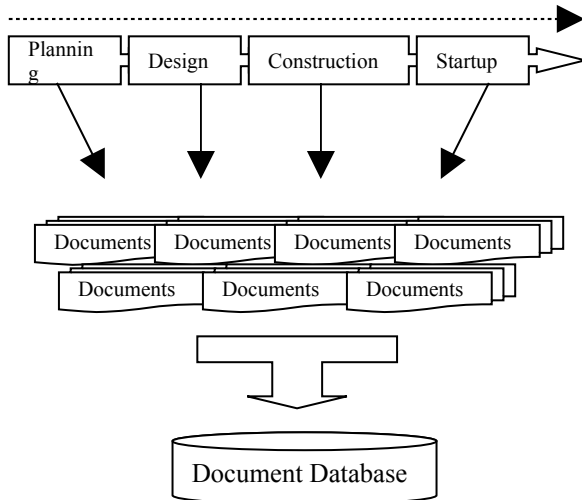 Plannin
g
Design
Construction
Startup
Documents
Documents
Documents
Documents
Documents
Documents
Documents
Document Database